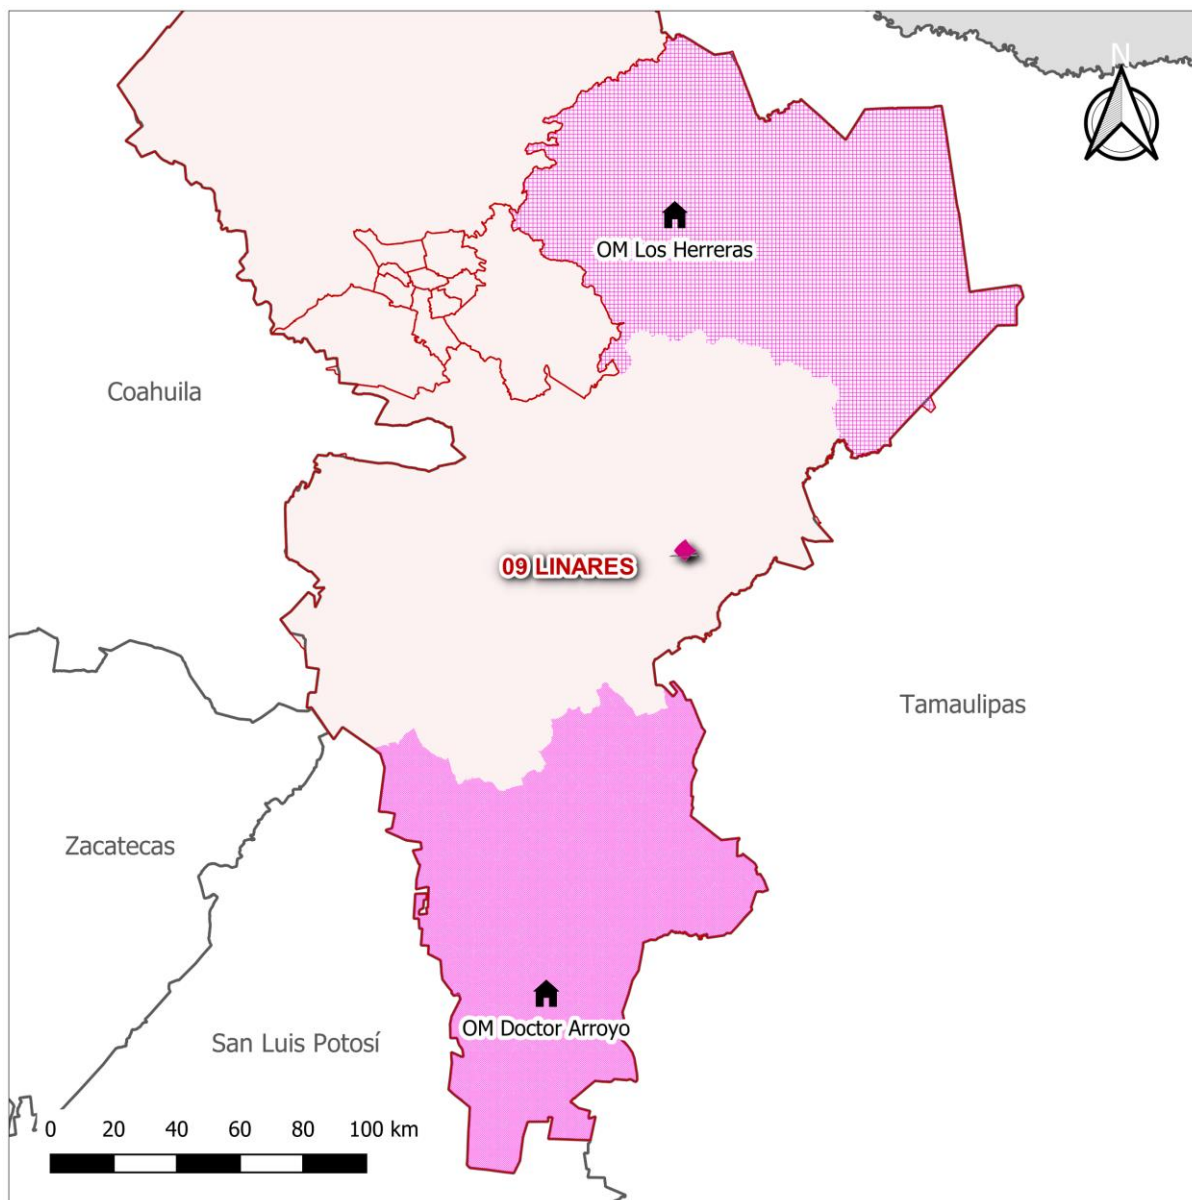 N
OM Los Herreras
Coahuila
09 LINARES
Tamaulipas
Zacatecas
OM Doctor Arroyo
San Luis Potosí
0 20 40 60 80 100 km